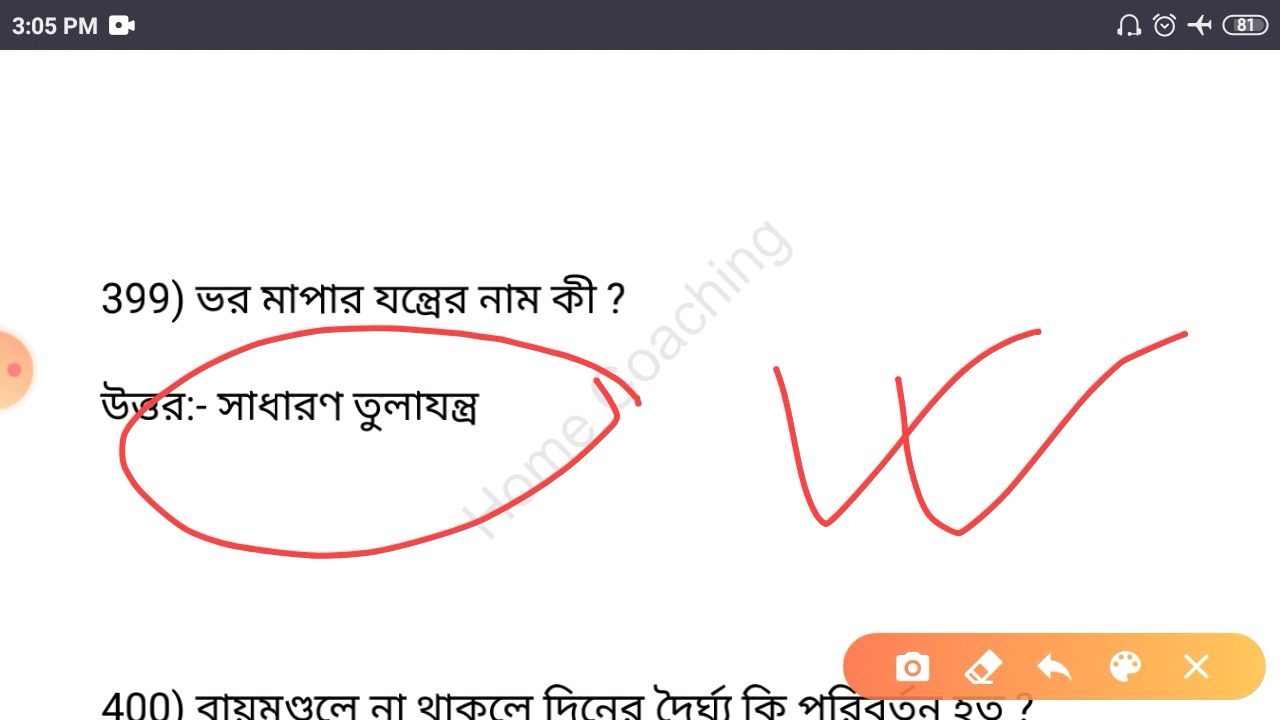 3:05 PM
81
399) ভর মাপার যন্ত্রের নাম কী ?
উত্তর:- সাধারণ তুলাযন্ত্র
Home Coaching
400) বায়ুমণ্ডলে না থাকলে দিনের দৈর্ঘ্য কি পরিবর্তন হত ?